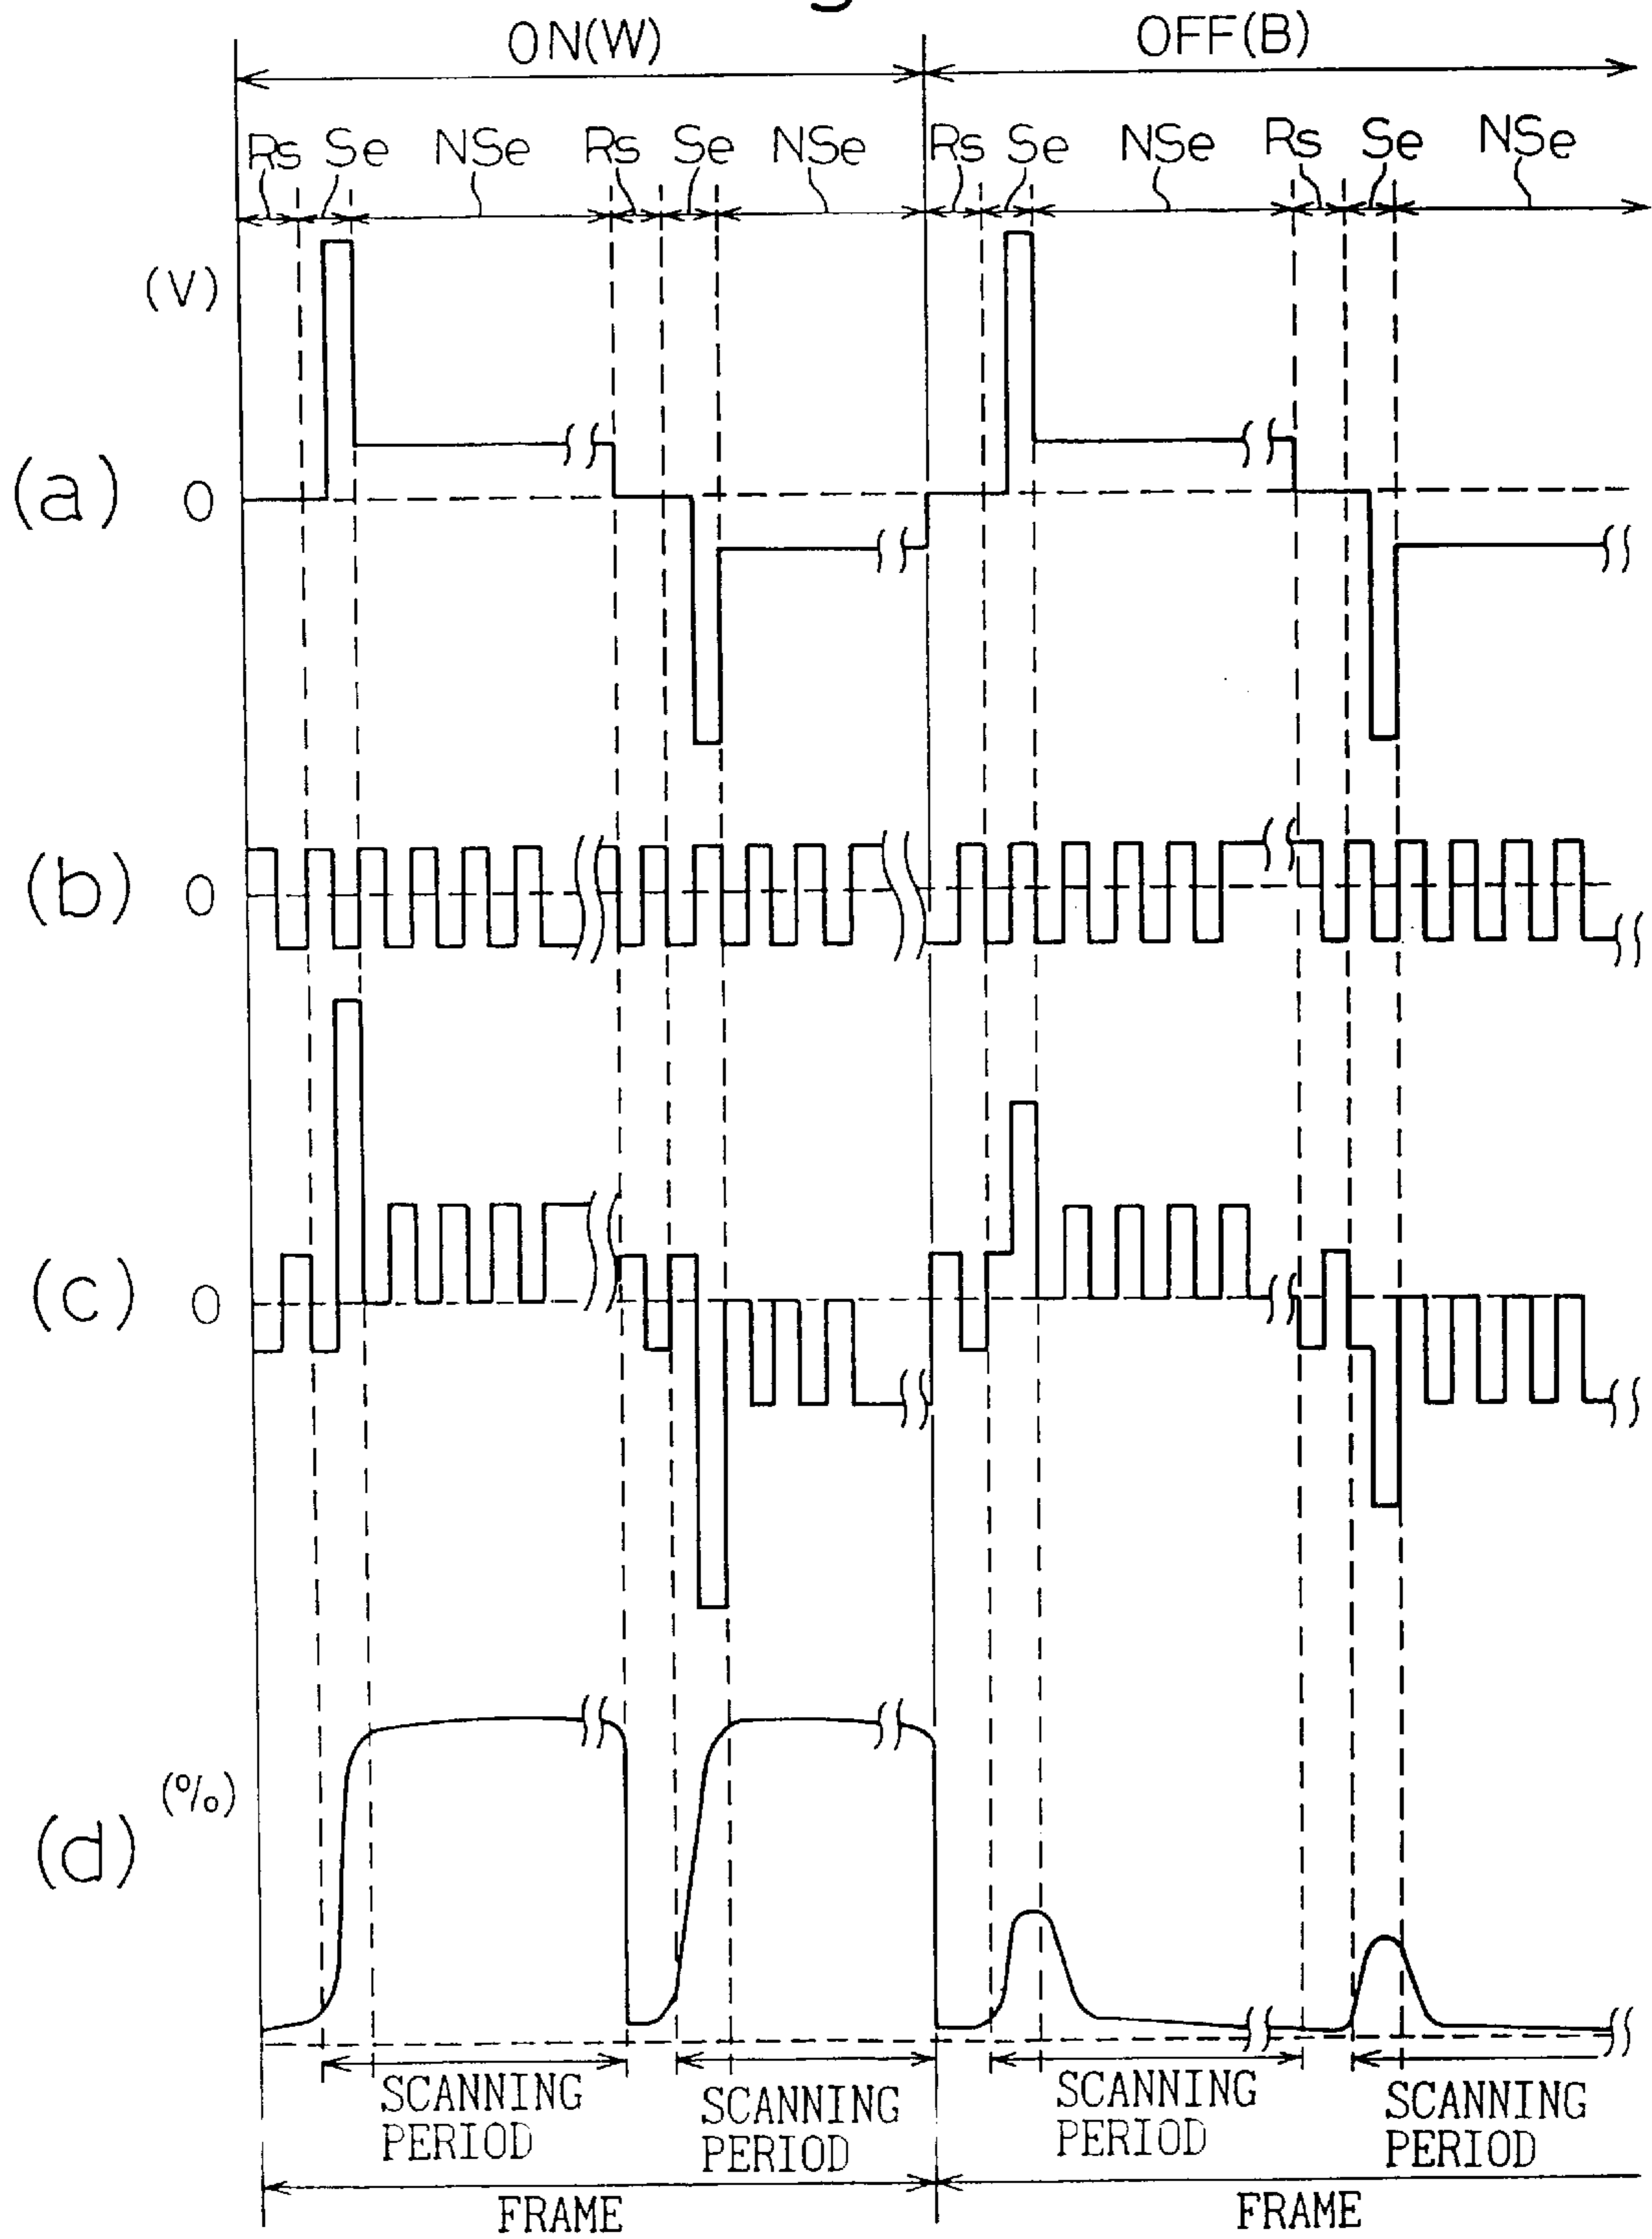 ON(W) OFF(B)
Rs Se NSe Rs Se NSe Rs Se NSe Rs Se NSe
(V)
(a) 0
(b) 0
(c) 0
(%)
(d)
SCANNING PERIOD
SCANNING PERIOD
SCANNING PERIOD
SCANNING PERIOD
FRAME FRAME